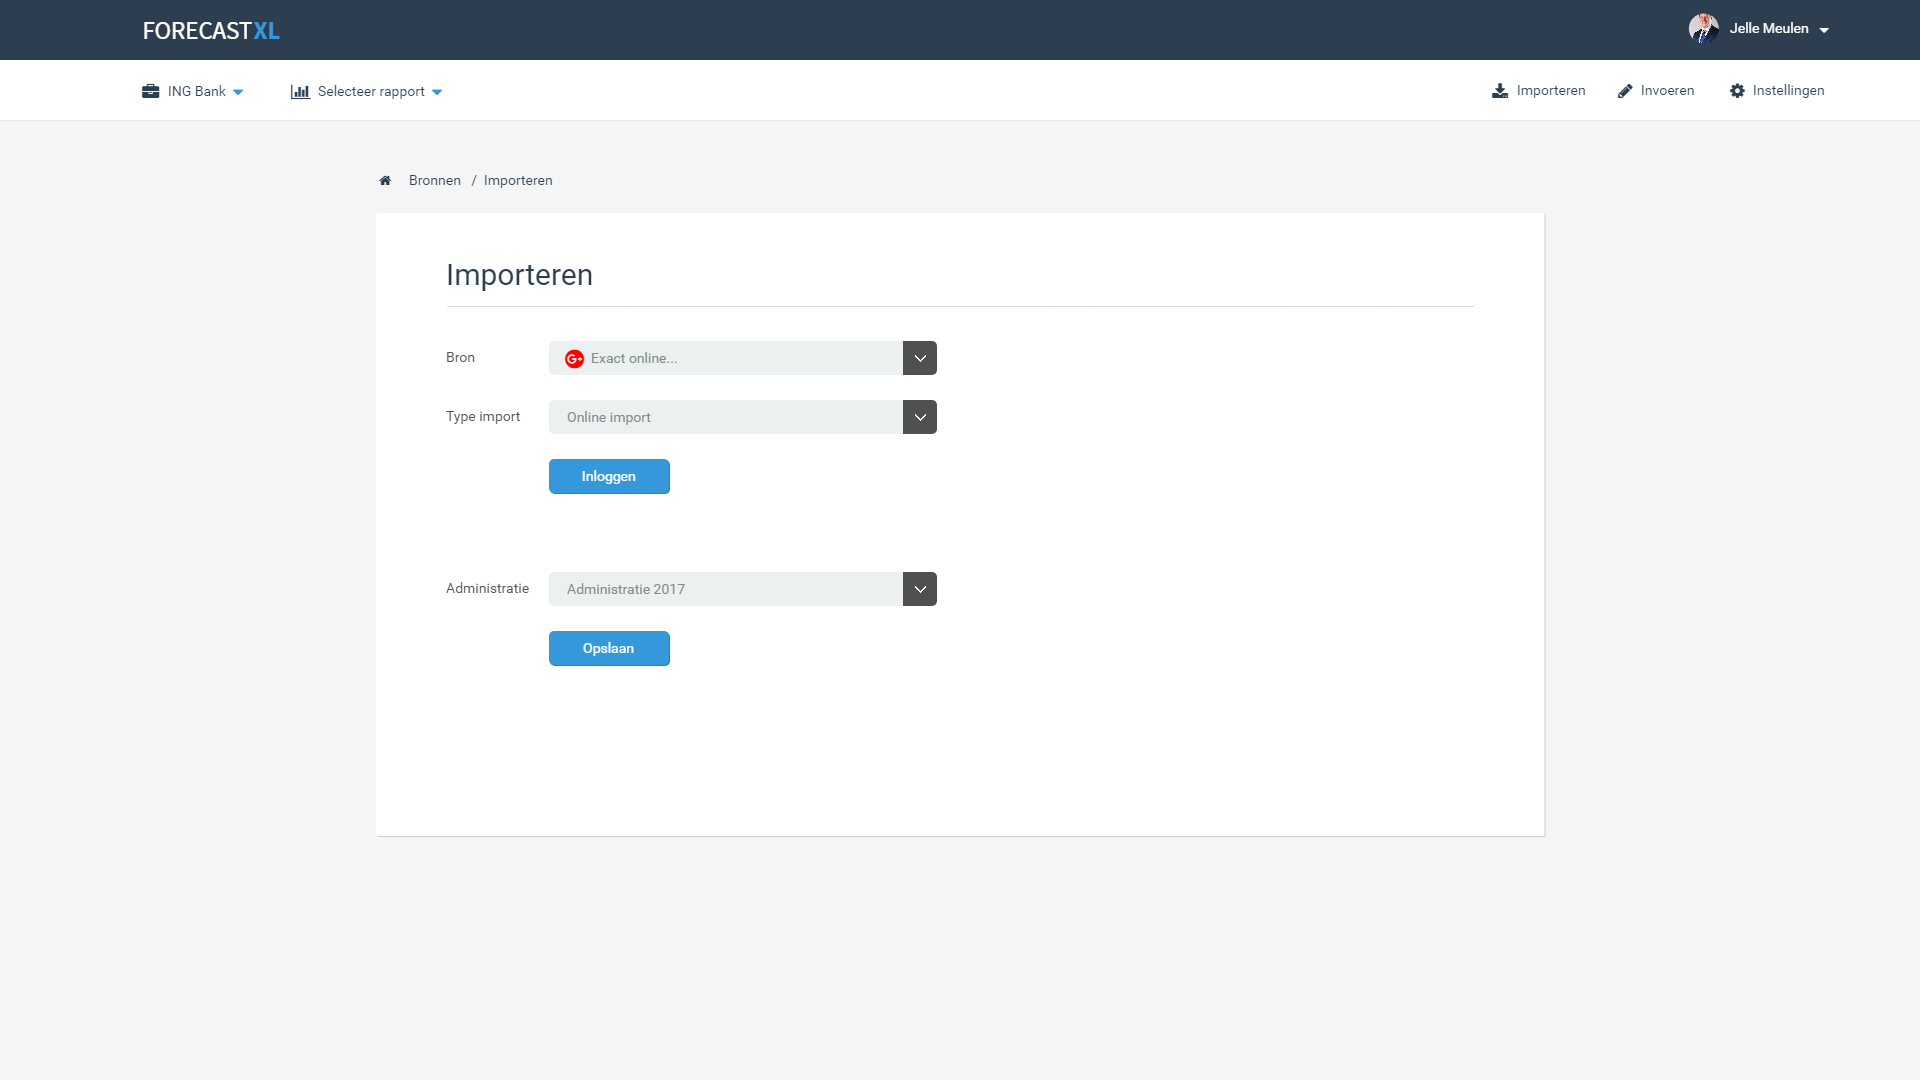 FORECASTXL
Jelle Meulen
ING Bank
Selecteer rapport
Importeren
Invoeren
Instellingen
Bronnen / Importeren
Importeren
Bron
G+ Exact online...
Type import
Online import
Inloggen
Administratie
Administratie 2017
Opslaan